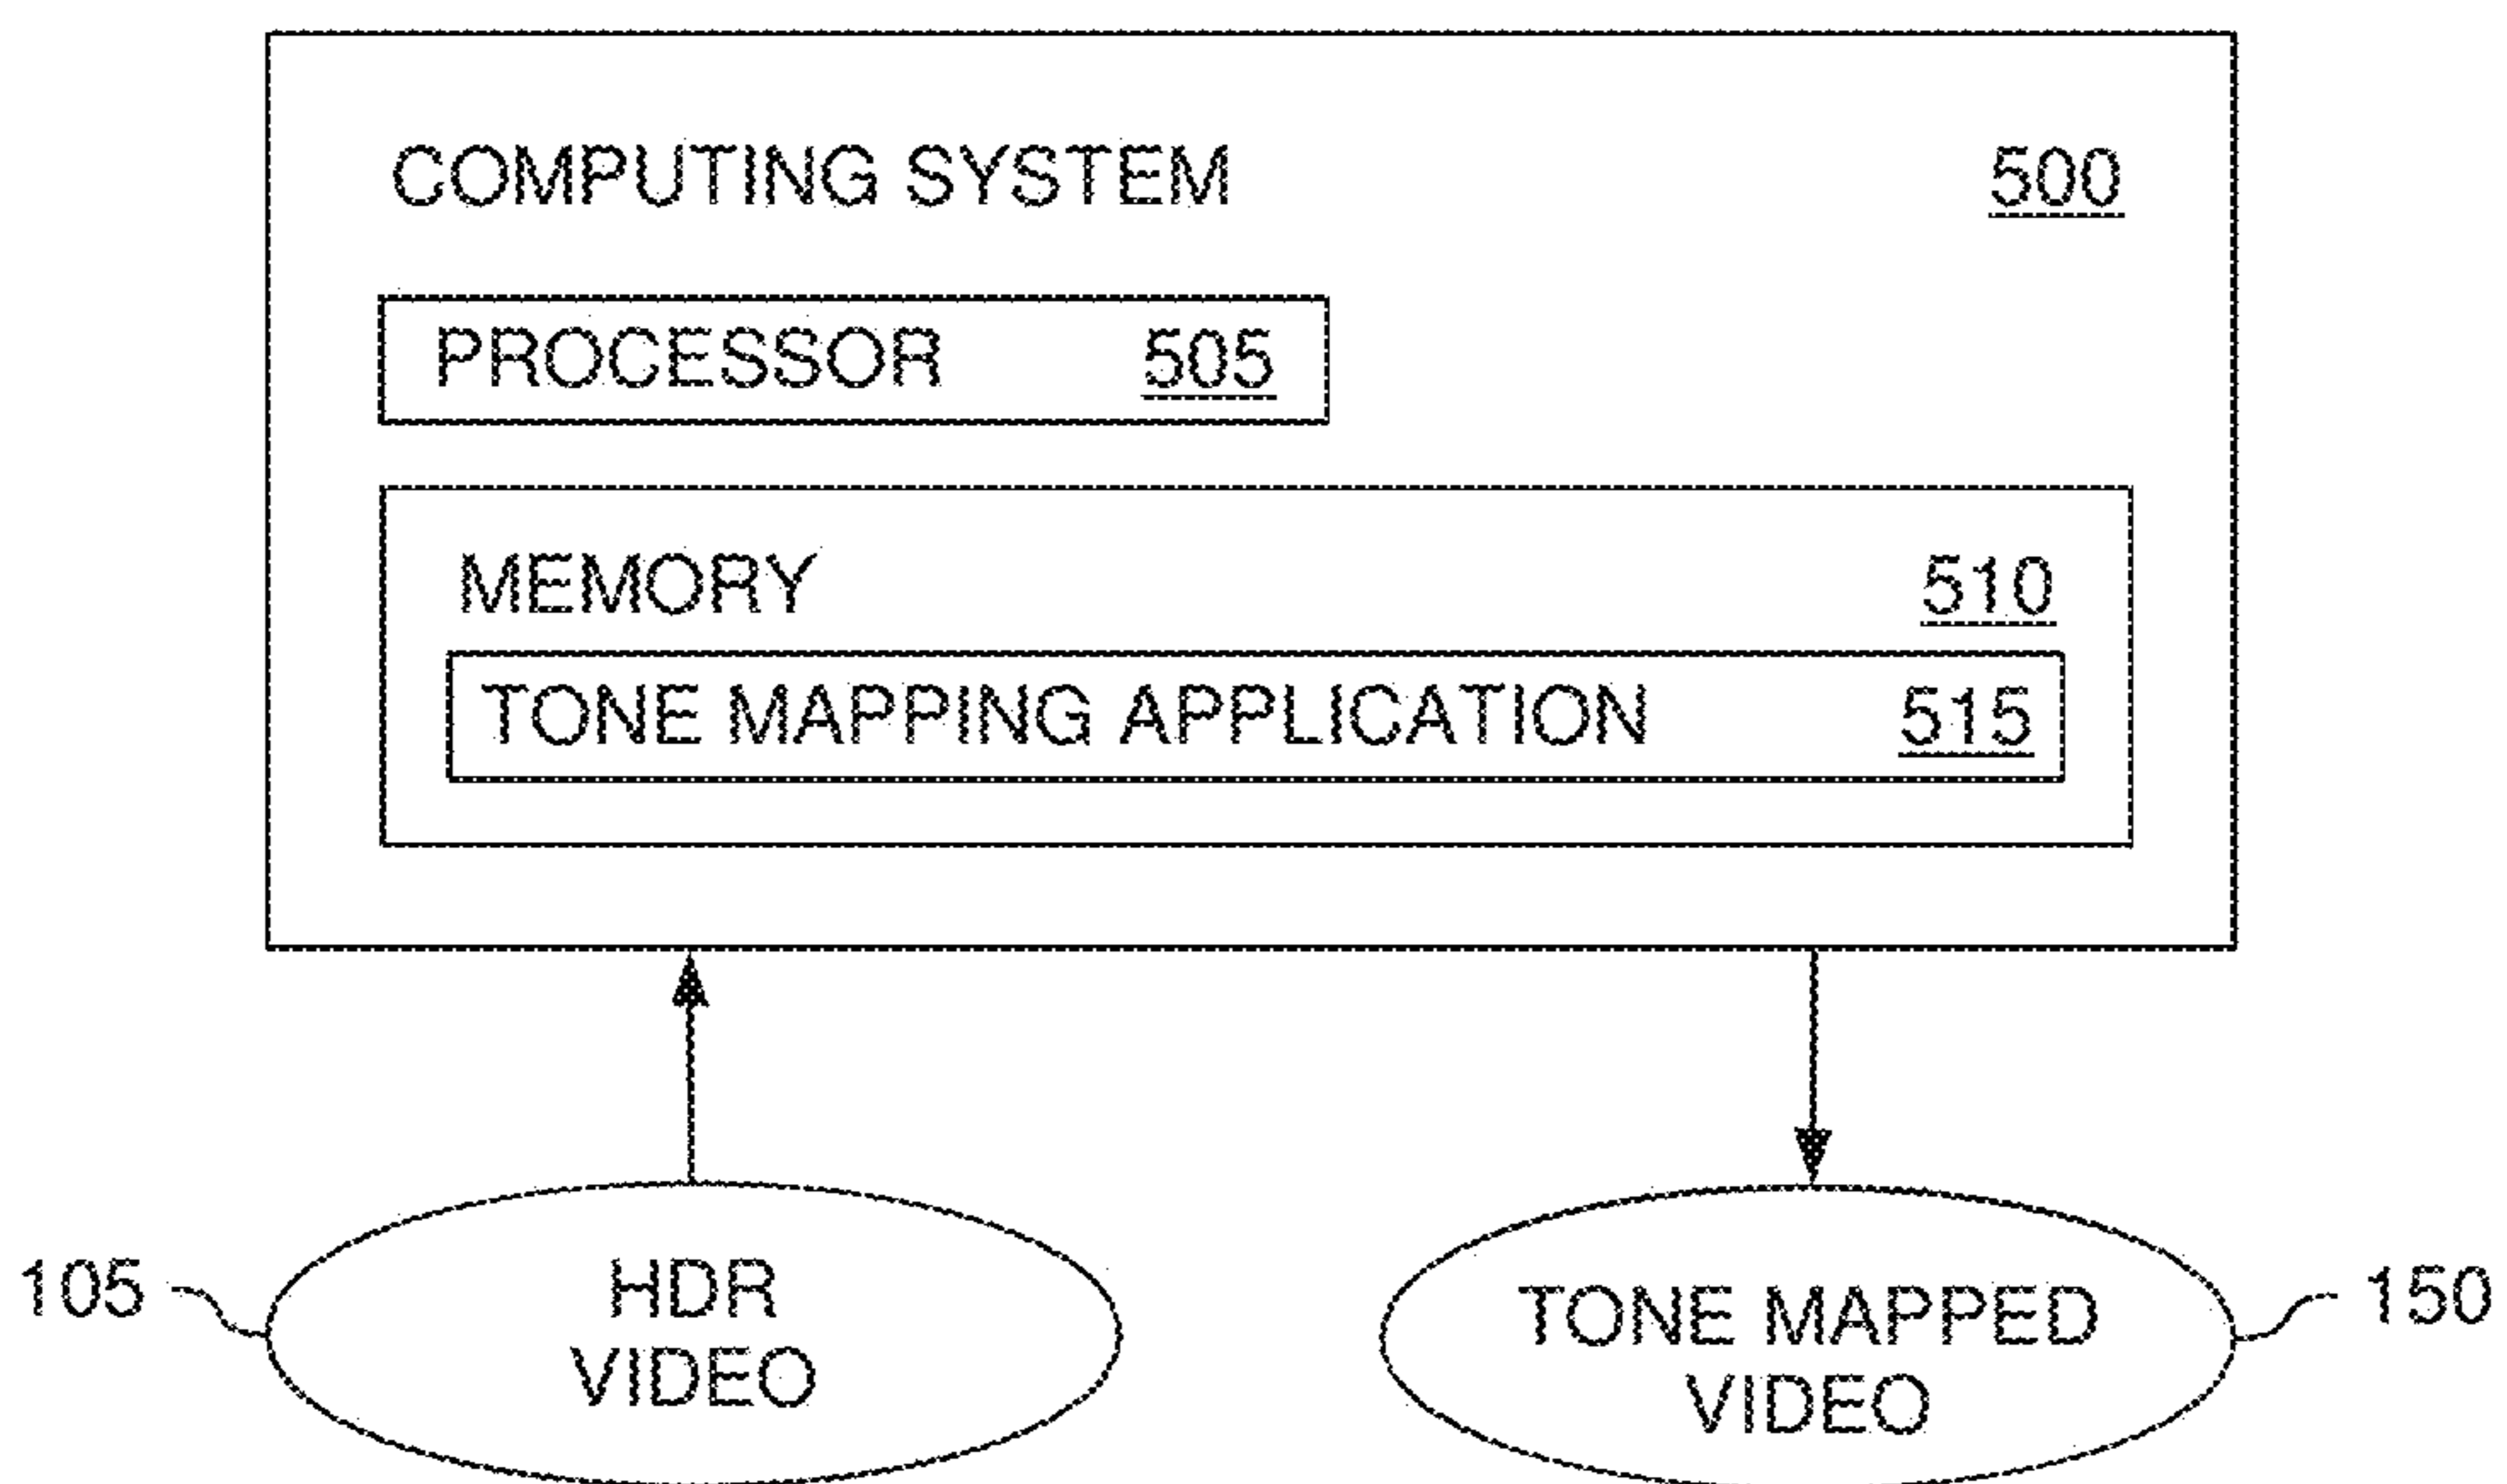 COMPUTING SYSTEM 500
PROCESSOR 505
MEMORY 510
TONE MAPPING APPLICATION 515
105
HDR
VIDEO
TONE MAPPED
VIDEO
150